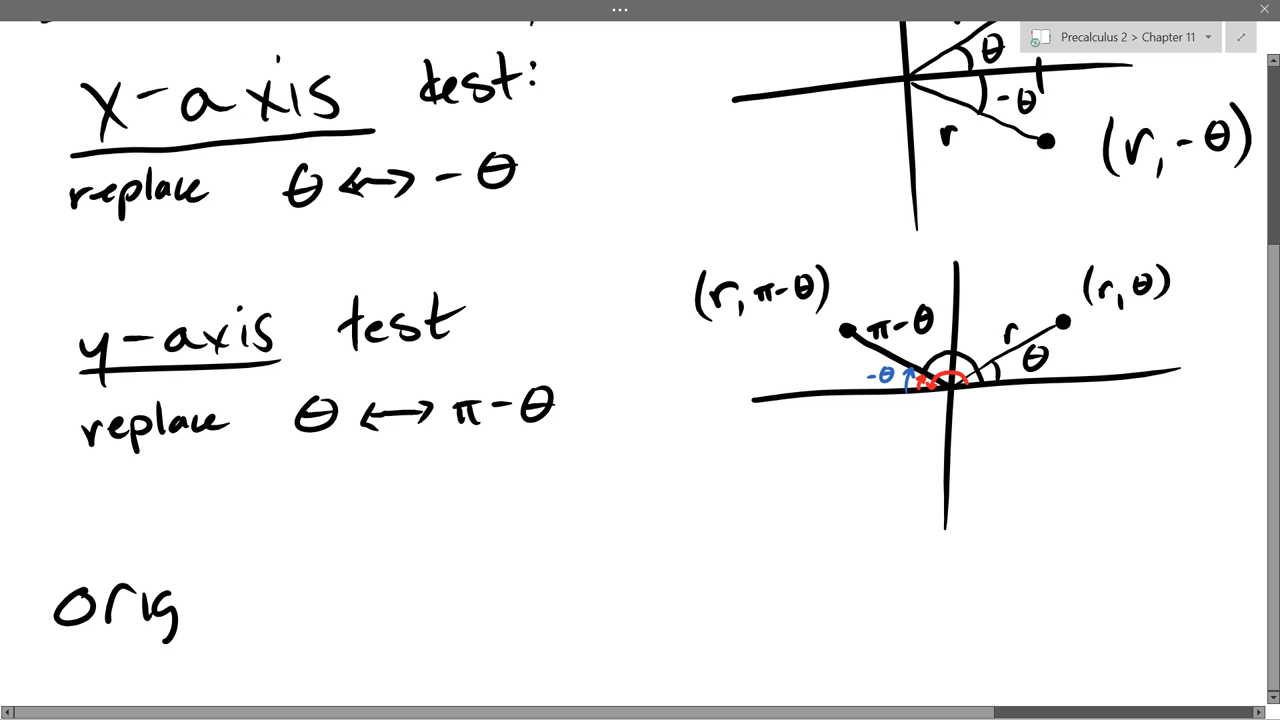 Precalculus 2 > Chapter 11
x-axis test:
replace θ ↔ -θ
θ
-θ
r
(r, -θ)
y-axis test
replace θ ↔ π-θ
(r, π-θ)
π-θ
-θ
r
θ
(r, θ)
orig